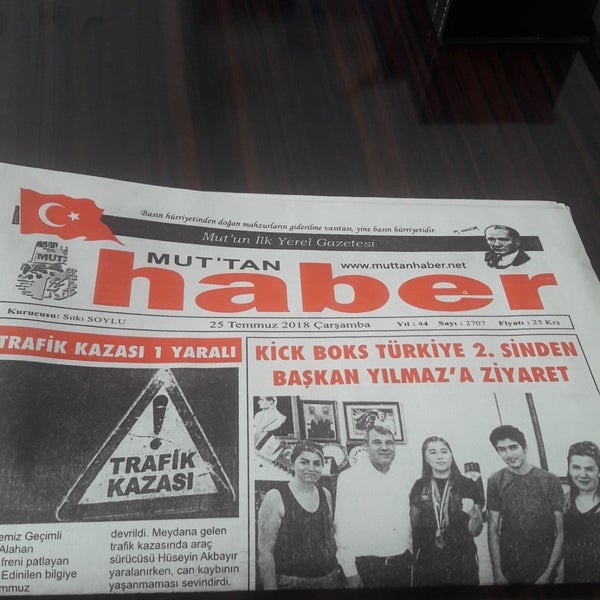 Basın hürriyetinden doğan mahzurların giderilme vasıtası, yine basın hürriyetidir.
Mut'un İlk Yerel Gazetesi
MUT
MUT'TAN
www.muttanhaber.net
haber
Kurucusu: Sıtkı SOYLU
25 Temmuz 2018 Çarşamba
Yıl : 44 Sayı : 2707 Fiyatı : 25 Krş
TRAFİK KAZASI 1 YARALI
TRAFİK
KAZASI
emiz Geçimli
Alahan
freni patlayan
Edinilen bilgiye
mmuz
devrildi. Meydana gelen
trafik kazasında araç
sürücüsü Hüseyin Akbayır
yaralanırken, can kaybının
yaşanmaması sevindirdi.
KİCK BOKS TÜRKİYE 2. SİNDEN
BAŞKAN YILMAZ'A ZİYARET